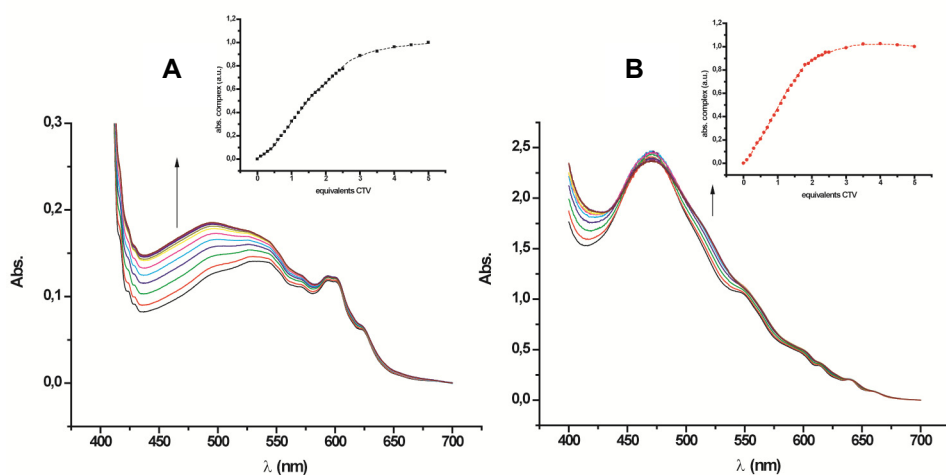 A
abs. complex (a.u.)
1,2
1,0
0,8
0,6
0,4
0,2
0,0
0 1 2 3 4 5 6
equivalents CTV
Abs.
0,3
0,2
0,1
0,0
400 450 500 550 600 650 700
λ (nm)
B
abs. complex (a.u.)
1,2
1,0
0,8
0,6
0,4
0,2
0,0
0 1 2 3 4 5 6
equivalents CTV
Abs.
2,5
2,0
1,5
1,0
0,5
0,0
400 450 500 550 600 650 700
λ (nm)